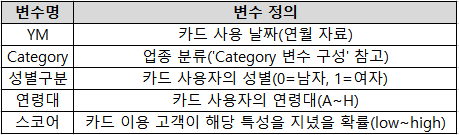 변수명 변수 정의
YM 카드 사용 날짜(연월 자료)
Category 업종 분류('Category 변수 구성' 참고)
성별구분 카드 사용자의 성별(0=남자, 1=여자)
연령대 카드 사용자의 연령대(A~H)
스코어 카드 이용 고객이 해당 특성을 지녔을 확률(low~high)